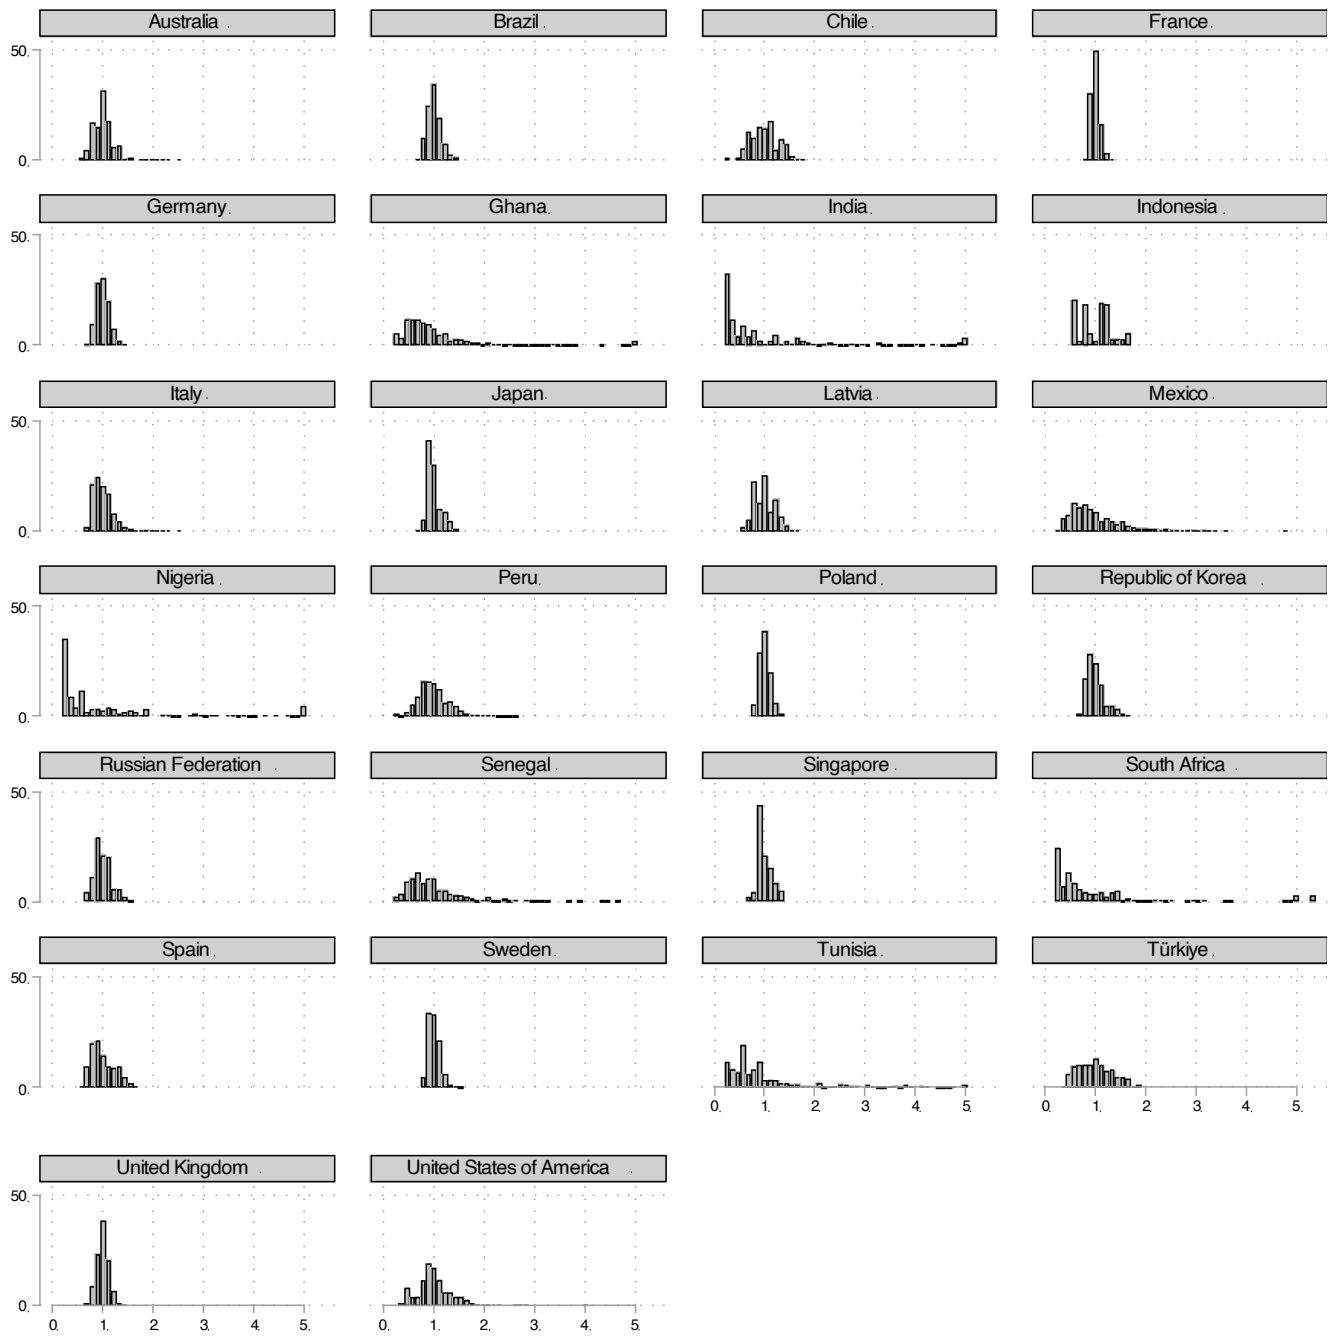 Australia . Brazil . Chile . France .
50.
0.
Germany . Ghana . India . Indonesia .
50.
0.
Italy . Japan . Latvia . Mexico .
50.
0.
Nigeria . Peru . Poland . Republic of Korea .
50.
0.
Russian Federation . Senegal . Singapore . South Africa .
50.
0.
Spain . Sweden . Tunisia . Türkiye .
50.
0.
0. 1. 2. 3. 4. 5. 0. 1. 2. 3. 4. 5.
United Kingdom . United States of America .
50.
0.
0. 1. 2. 3. 4. 5. 0. 1. 2. 3. 4. 5.